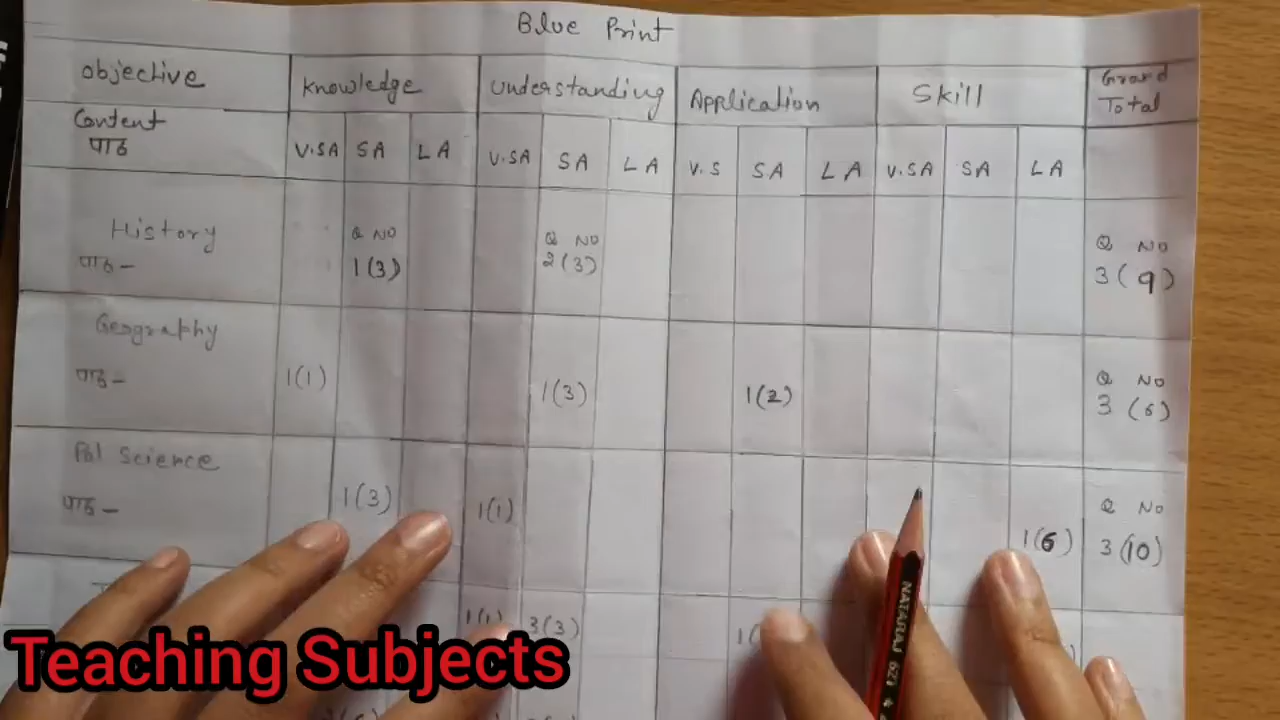 Blue Print
Objective Knowledge Understanding Application Skill Grand Total
Content
पाठ V.SA SA LA V.SA SA LA V.S SA LA V.SA SA LA
History Q NO Q NO Q NO
पाठ- 1(3) 2(3) 3(9)
Geography Q NO
पाठ- 1(1) 1(3) 1(2) 3 (6)
Pol Science Q NO
पाठ- 1(3) 1(1) 1(6) 3(10)
1(1) 3(3)
Teaching Subjects
NATARAJ 621